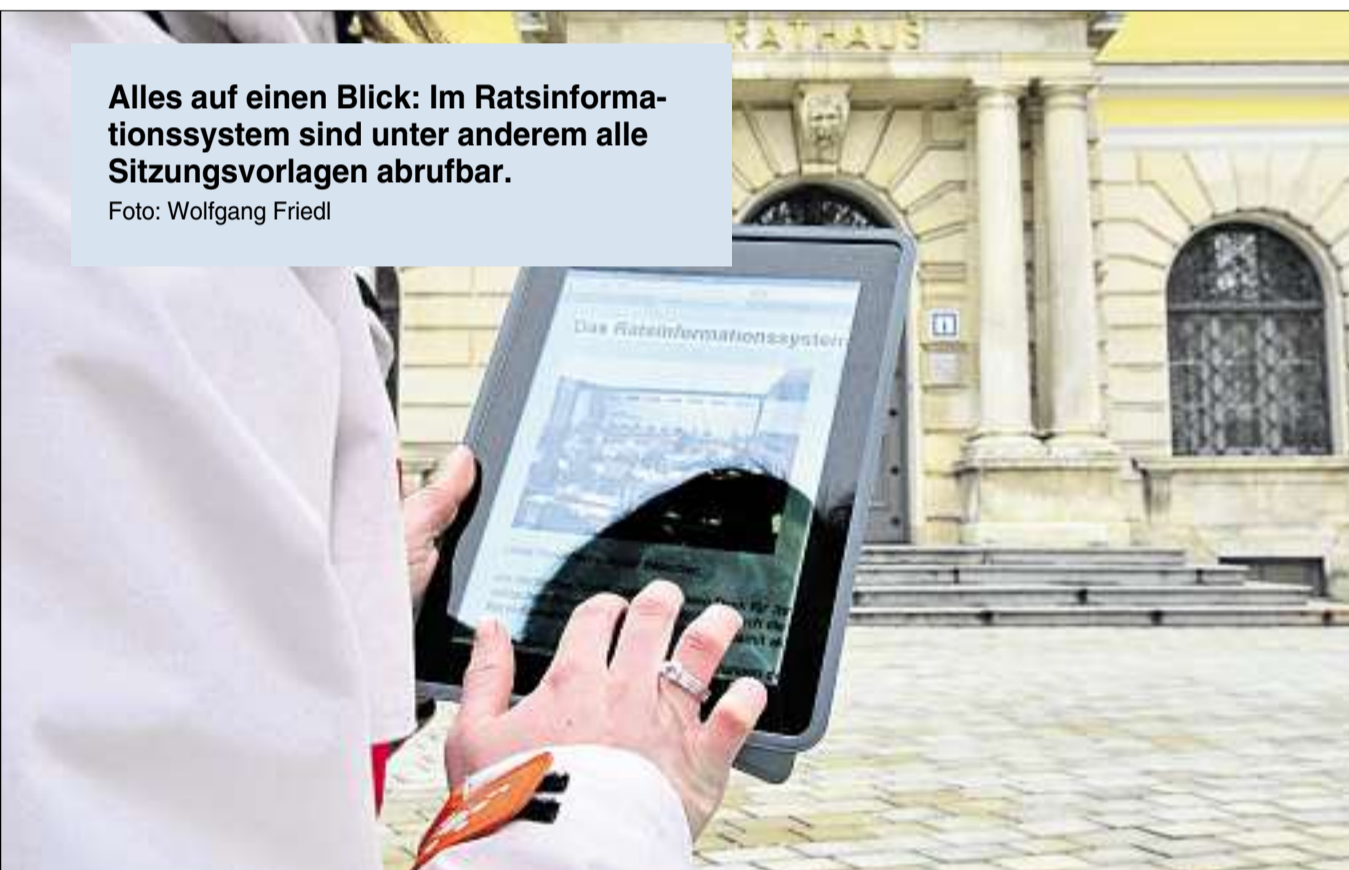 RATHAUS
Alles auf einen Blick: Im Ratsinforma-
tionssystem sind unter anderem alle
Sitzungsvorlagen abrufbar.
Foto: Wolfgang Friedl
i
Das Ratsinformationssystem